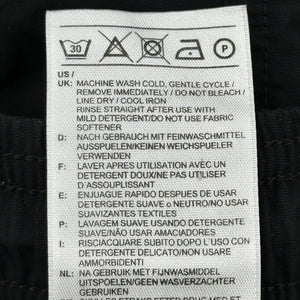 30
P
US /
UK: MACHINE WASH COLD, GENTLE CYCLE /
REMOVE IMMEDIATELY / DO NOT BLEACH /
LINE DRY / COOL IRON
RINSE STRAIGHT AFTER USE WITH
MILD DETERGENT/DO NOT USE FABRIC
SOFTENER
D: NACH GEBRAUCH MIT FEINWASCHMITTEL
AUSSPÜLEN/KEINEN WEICHSPUELER
VERWENDEN
F: LAVER APRES UTILISATION AVEC UN
DETERGENT DOUX/NE PAS UTILISER
D'ASSOUPLISSANT
E: ENJUAGUE RAPIDO DESPUES DE USAR
DETERGENTE SUAVE o NEUTRO/NO USAR
SUAVIZANTES TEXTILES
P: LAVAGEM SUAVE USANDO DETERGENTE
SUAVE/NÃO USAR AMACIADORES
I: RISCIACQUARE SUBITO DOPO L´USO CON
DETERGENTE DELICATO/NON USARE
AMMORBIDENTI
NL: NA GEBRUIK MET FIJNWASMIDDEL
UITSPOELEN/GEEN WASVERZACHTER
GEBRUIKEN